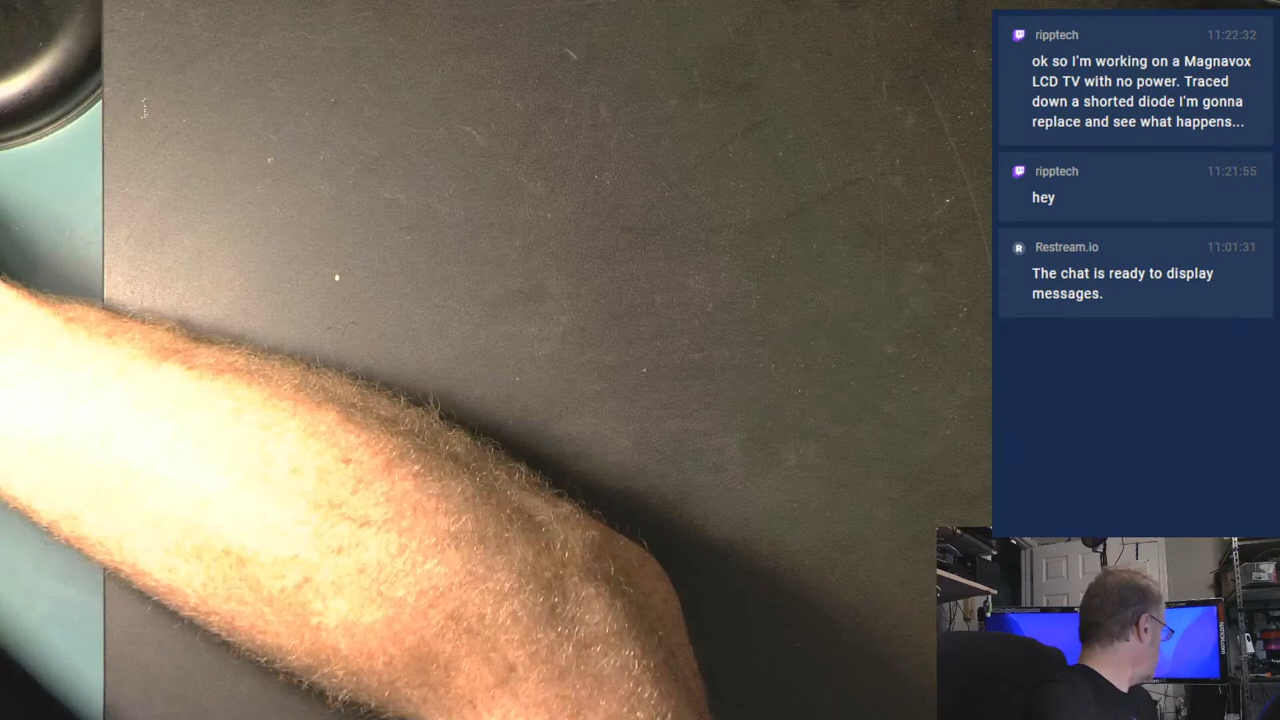 ripptech 11:22:32
ok so I'm working on a Magnavox
LCD TV with no power. Traced
down a shorted diode I'm gonna
replace and see what happens...
ripptech 11:21:55
hey
Restream.io 11:01:31
The chat is ready to display
messages.